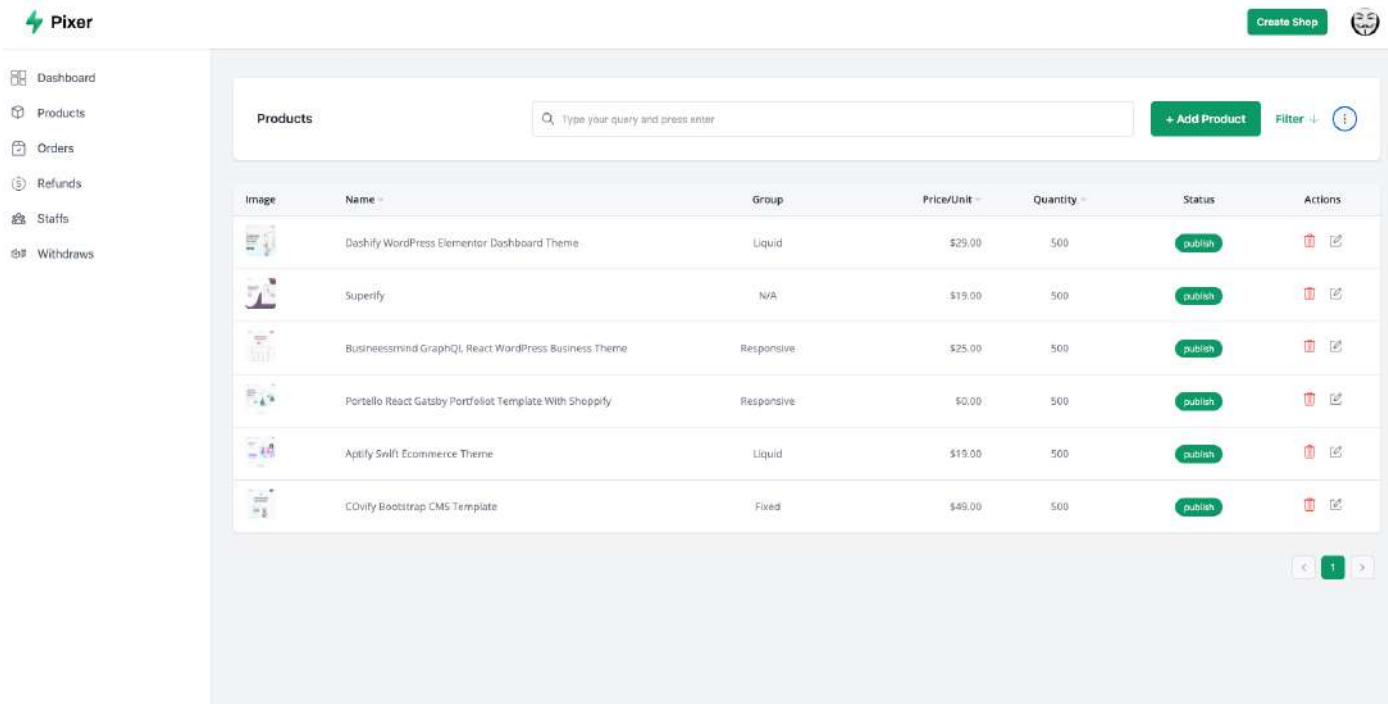 Pixer
Create Shop
Dashboard
Products
Orders
Refunds
Staffs
Withdraws
Products
Type your query and press enter
+ Add Product
Filter ↓
Image Name Group Price/Unit Quantity Status Actions
Dashify WordPress Elementor Dashboard Theme Liquid $29.00 500 publish
Superify N/A $19.00 500 publish
Busineessmind GraphQl, React WordPress Business Theme Responsive $25.00 500 publish
Portello React Gatsby Portfoliot Template With Shoppify Responsive $0.00 500 publish
Aptify Swift Ecommerce Theme Liquid $19.00 500 publish
COvify Bootstrap CMS Template Fixed $49.00 500 publish
< 1 >